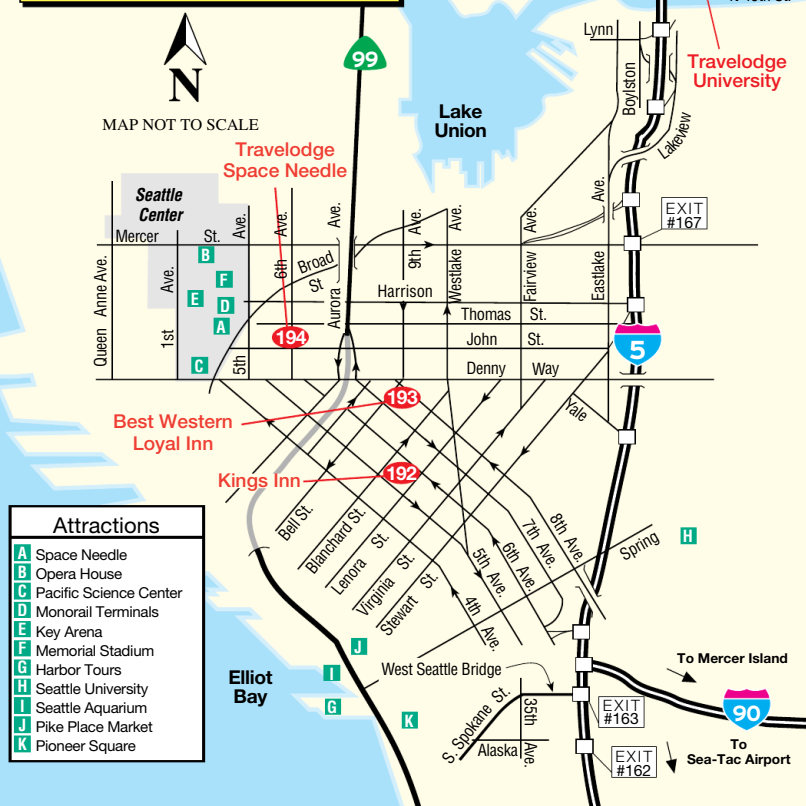 99
Lynn
Boylston
Lakeview
Travelodge
University
N
MAP NOT TO SCALE
Lake
Union
Travelodge
Space Needle
Seattle
Center
Mercer
St.
Ave.
6th
Ave.
Ave.
9th
Ave.
Ave.
Ave.
Ave.
EXIT
#167
Queen Anne Ave.
1st
Ave.
5th
Broad
St
Aurora
Harrison
Westlake
Fairview
Eastlake
Thomas St.
John St.
Denny Way
B
F
E
D
A
C
194
5
193
Best Western
Loyal Inn
Yale
192
Kings Inn
Bell St.
Blanchard St.
Lenora St.
Virginia St.
Stewart St.
4th Ave.
5th Ave.
6th Ave.
7th Ave.
8th Ave.
Spring
H
Attractions
A Space Needle
B Opera House
C Pacific Science Center
D Monorail Terminals
E Key Arena
F Memorial Stadium
G Harbor Tours
H Seattle University
I Seattle Aquarium
J Pike Place Market
K Pioneer Square
Elliot
Bay
J
I
G
K
West Seattle Bridge
S. Spokane St.
35th
Ave.
Alaska
EXIT
#163
EXIT
#162
To Mercer Island
90
To
Sea-Tac Airport